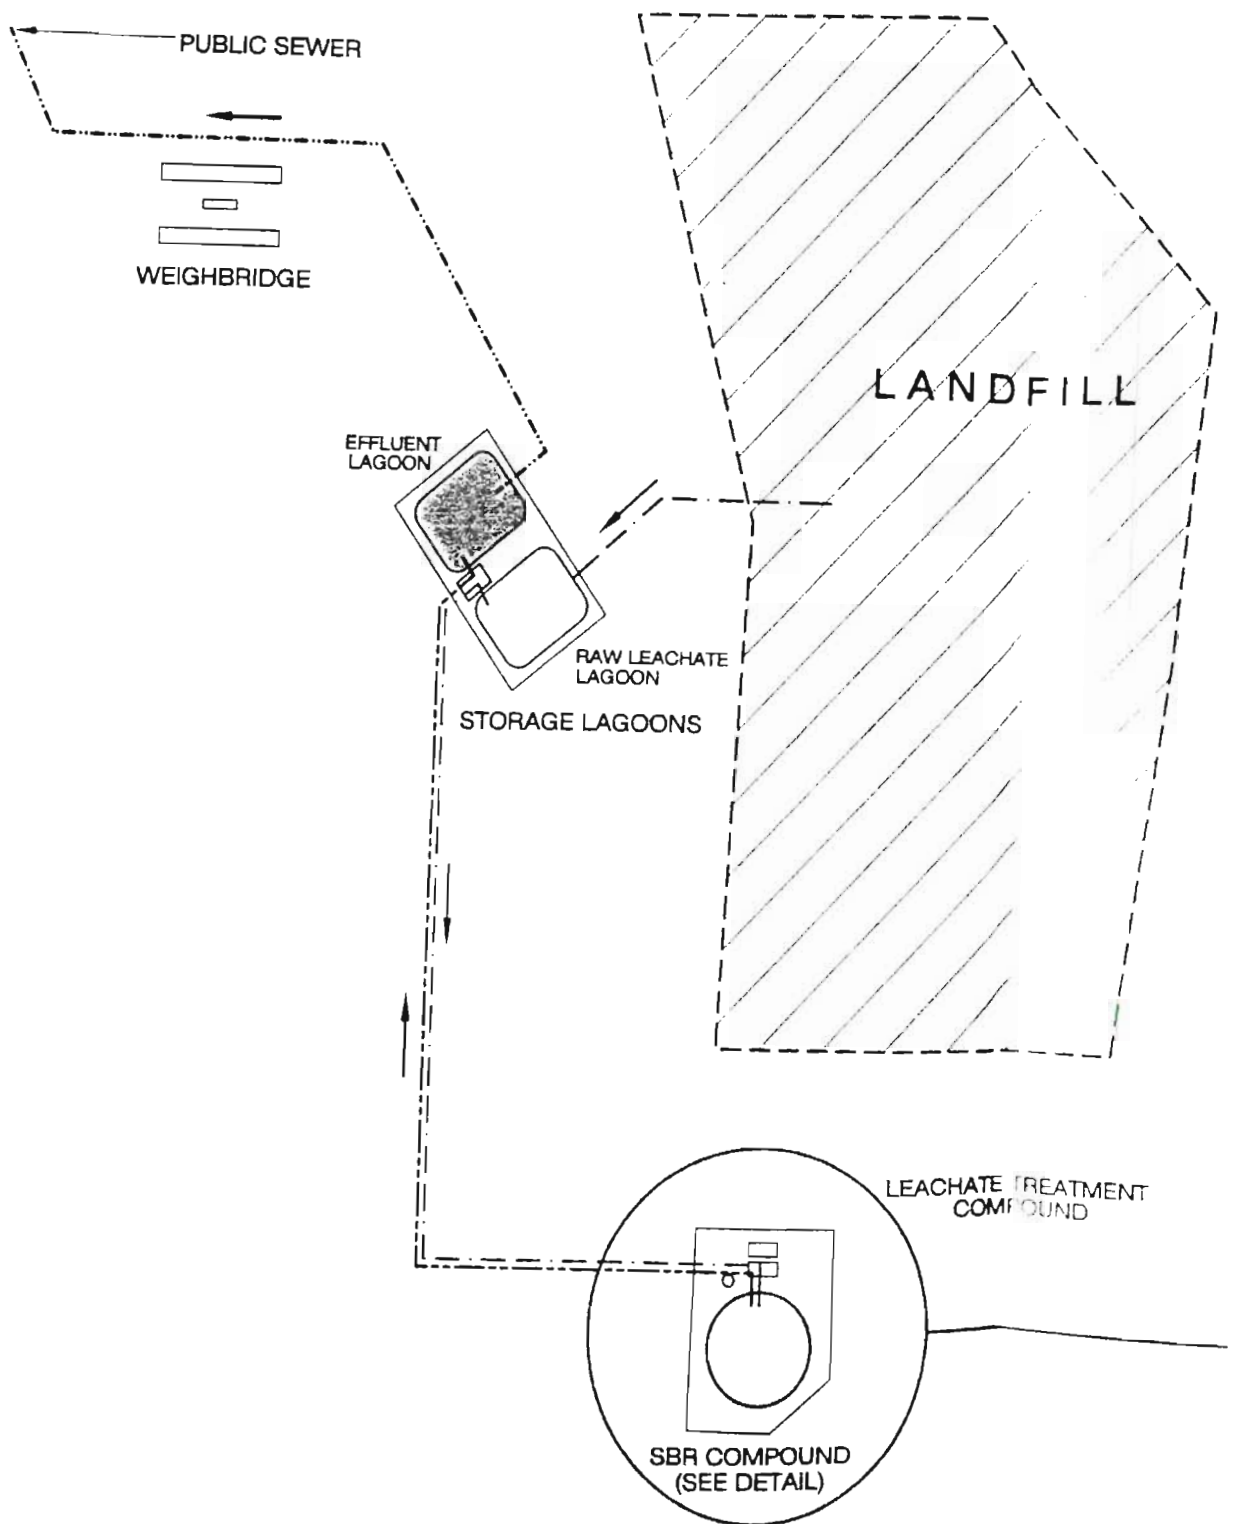 PUBLIC SEWER
WEIGHBRIDGE
LANDFILL
EFFLUENT
LAGOON
RAW LEACHATE
LAGOON
STORAGE LAGOONS
LEACHATE TREATMENT
COMPOUND
SBR COMPOUND
(SEE DETAIL)